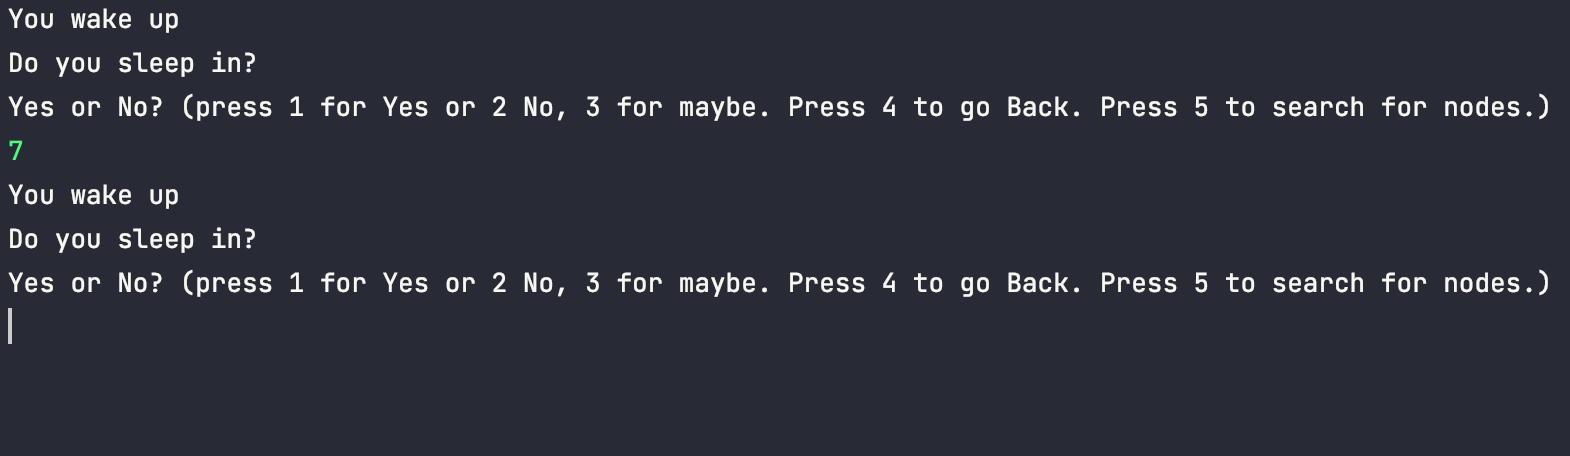 You wake up
Do you sleep in?
Yes or No? (press 1 for Yes or 2 No, 3 for maybe. Press 4 to go Back. Press 5 to search for nodes.)
7
You wake up
Do you sleep in?
Yes or No? (press 1 for Yes or 2 No, 3 for maybe. Press 4 to go Back. Press 5 to search for nodes.)